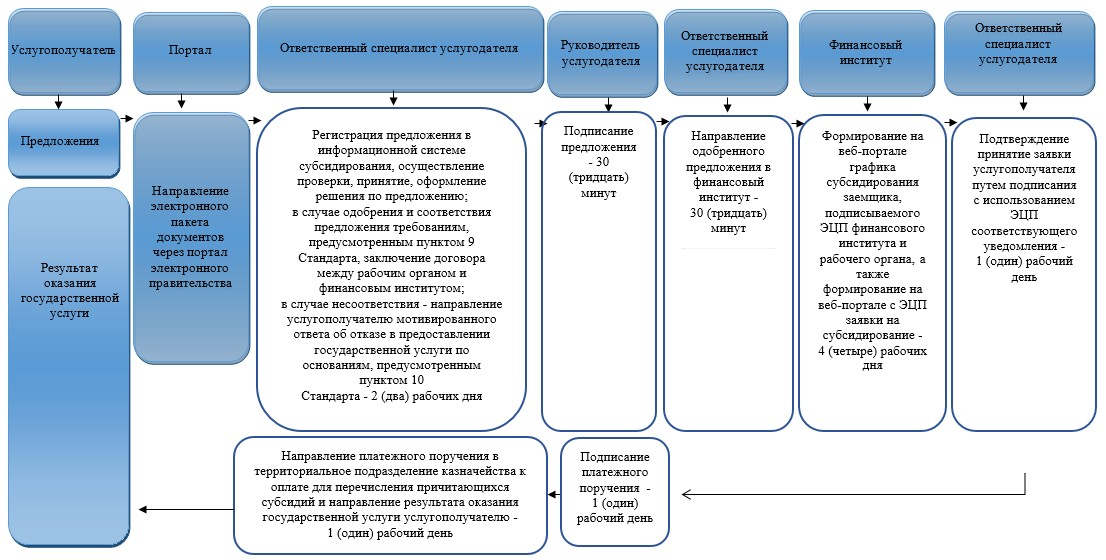 Услугополучатель
Портал
Ответственный специалист услугодателя
Руководитель
услугодателя
Ответственный
специалист
услугодателя
Финансовый
институт
Ответственный
специалист
услугодателя
Предложения
Направление
электронного
пакета
документов
через портал
электронного
правительства
Регистрация предложения в
информационной системе
субсидирования, осуществление
проверки, принятие, оформление
решения по предложению;
в случае одобрения и соответствия
предложения требованиям,
предусмотренным пунктом 9
Стандарта, заключение договора
между рабочим органом и
финансовым институтом;
в случае несоответствия - направление
услугополучателю мотивированного
ответа об отказе в предоставлении
государственной услуги по
основаниям, предусмотренным
пунктом 10
Стандарта - 2 (два) рабочих дня
Подписание
предложения
- 30
(тридцать)
минут
Направление
одобренного
предложения в
финансовый
институт -
30 (тридцать)
минут
Формирование на
веб-портале
графика
субсидирования
заемщика,
подписываемого
ЭЦП финансового
института и
рабочего органа, а
также
формирование на
веб-портале с ЭЦП
заявки на
субсидирование -
4 (четыре) рабочих
дня
Подтверждение
принятие заявки
услугополучателя
путем подписания
с использованием
ЭЦП
соответствующего
уведомления -
1 (один) рабочий
день
Результат
оказания
государственной
услуги
Направление платежного поручения в
территориальное подразделение казначейства к
оплате для перечисления причитающихся
субсидий и направление результата оказания
государственной услуги услугополучателю -
1 (один) рабочий день
Подписание
платежного
поручения -
1 (один)
рабочий день